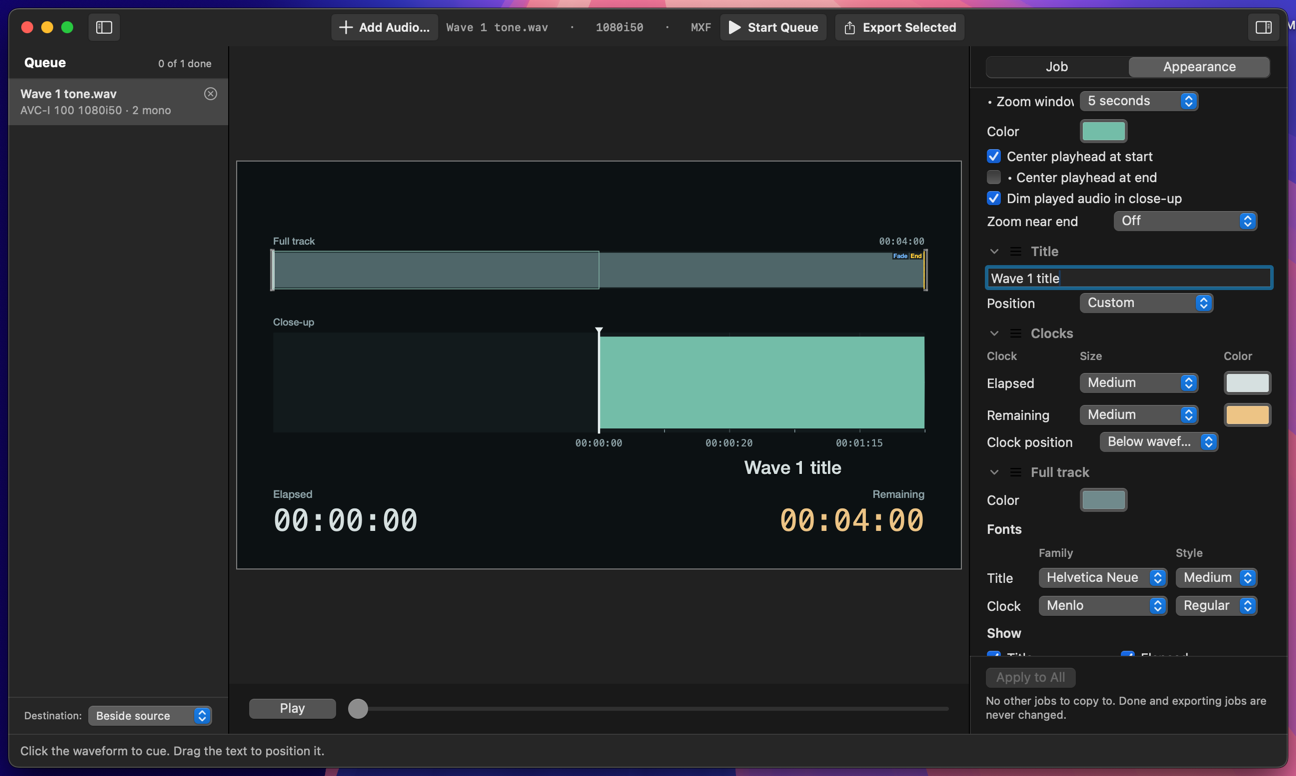 Add Audio...
Wave 1 tone.wav · 1080i50 · MXF
Start Queue
Export Selected
Queue
0 of 1 done
Wave 1 tone.wav
AVC-I 100 1080i50 · 2 mono
Destination: Beside source
Click the waveform to cue. Drag the text to position it.
Full track
00:04:00
Fade End
Close-up
00:00:00 00:00:20 00:01:15
Wave 1 title
Elapsed
00:00:00
Remaining
00:04:00
Play
Job
Appearance
• Zoom window 5 seconds
Color
Center playhead at start
• Center playhead at end
Dim played audio in close-up
Zoom near end Off
Title
Wave 1 title
Position Custom
Clocks
Clock Size Color
Elapsed Medium
Remaining Medium
Clock position Below wavef...
Full track
Color
Fonts
Family Style
Title Helvetica Neue Medium
Clock Menlo Regular
Show
Apply to All
No other jobs to copy to. Done and exporting jobs are
never changed.